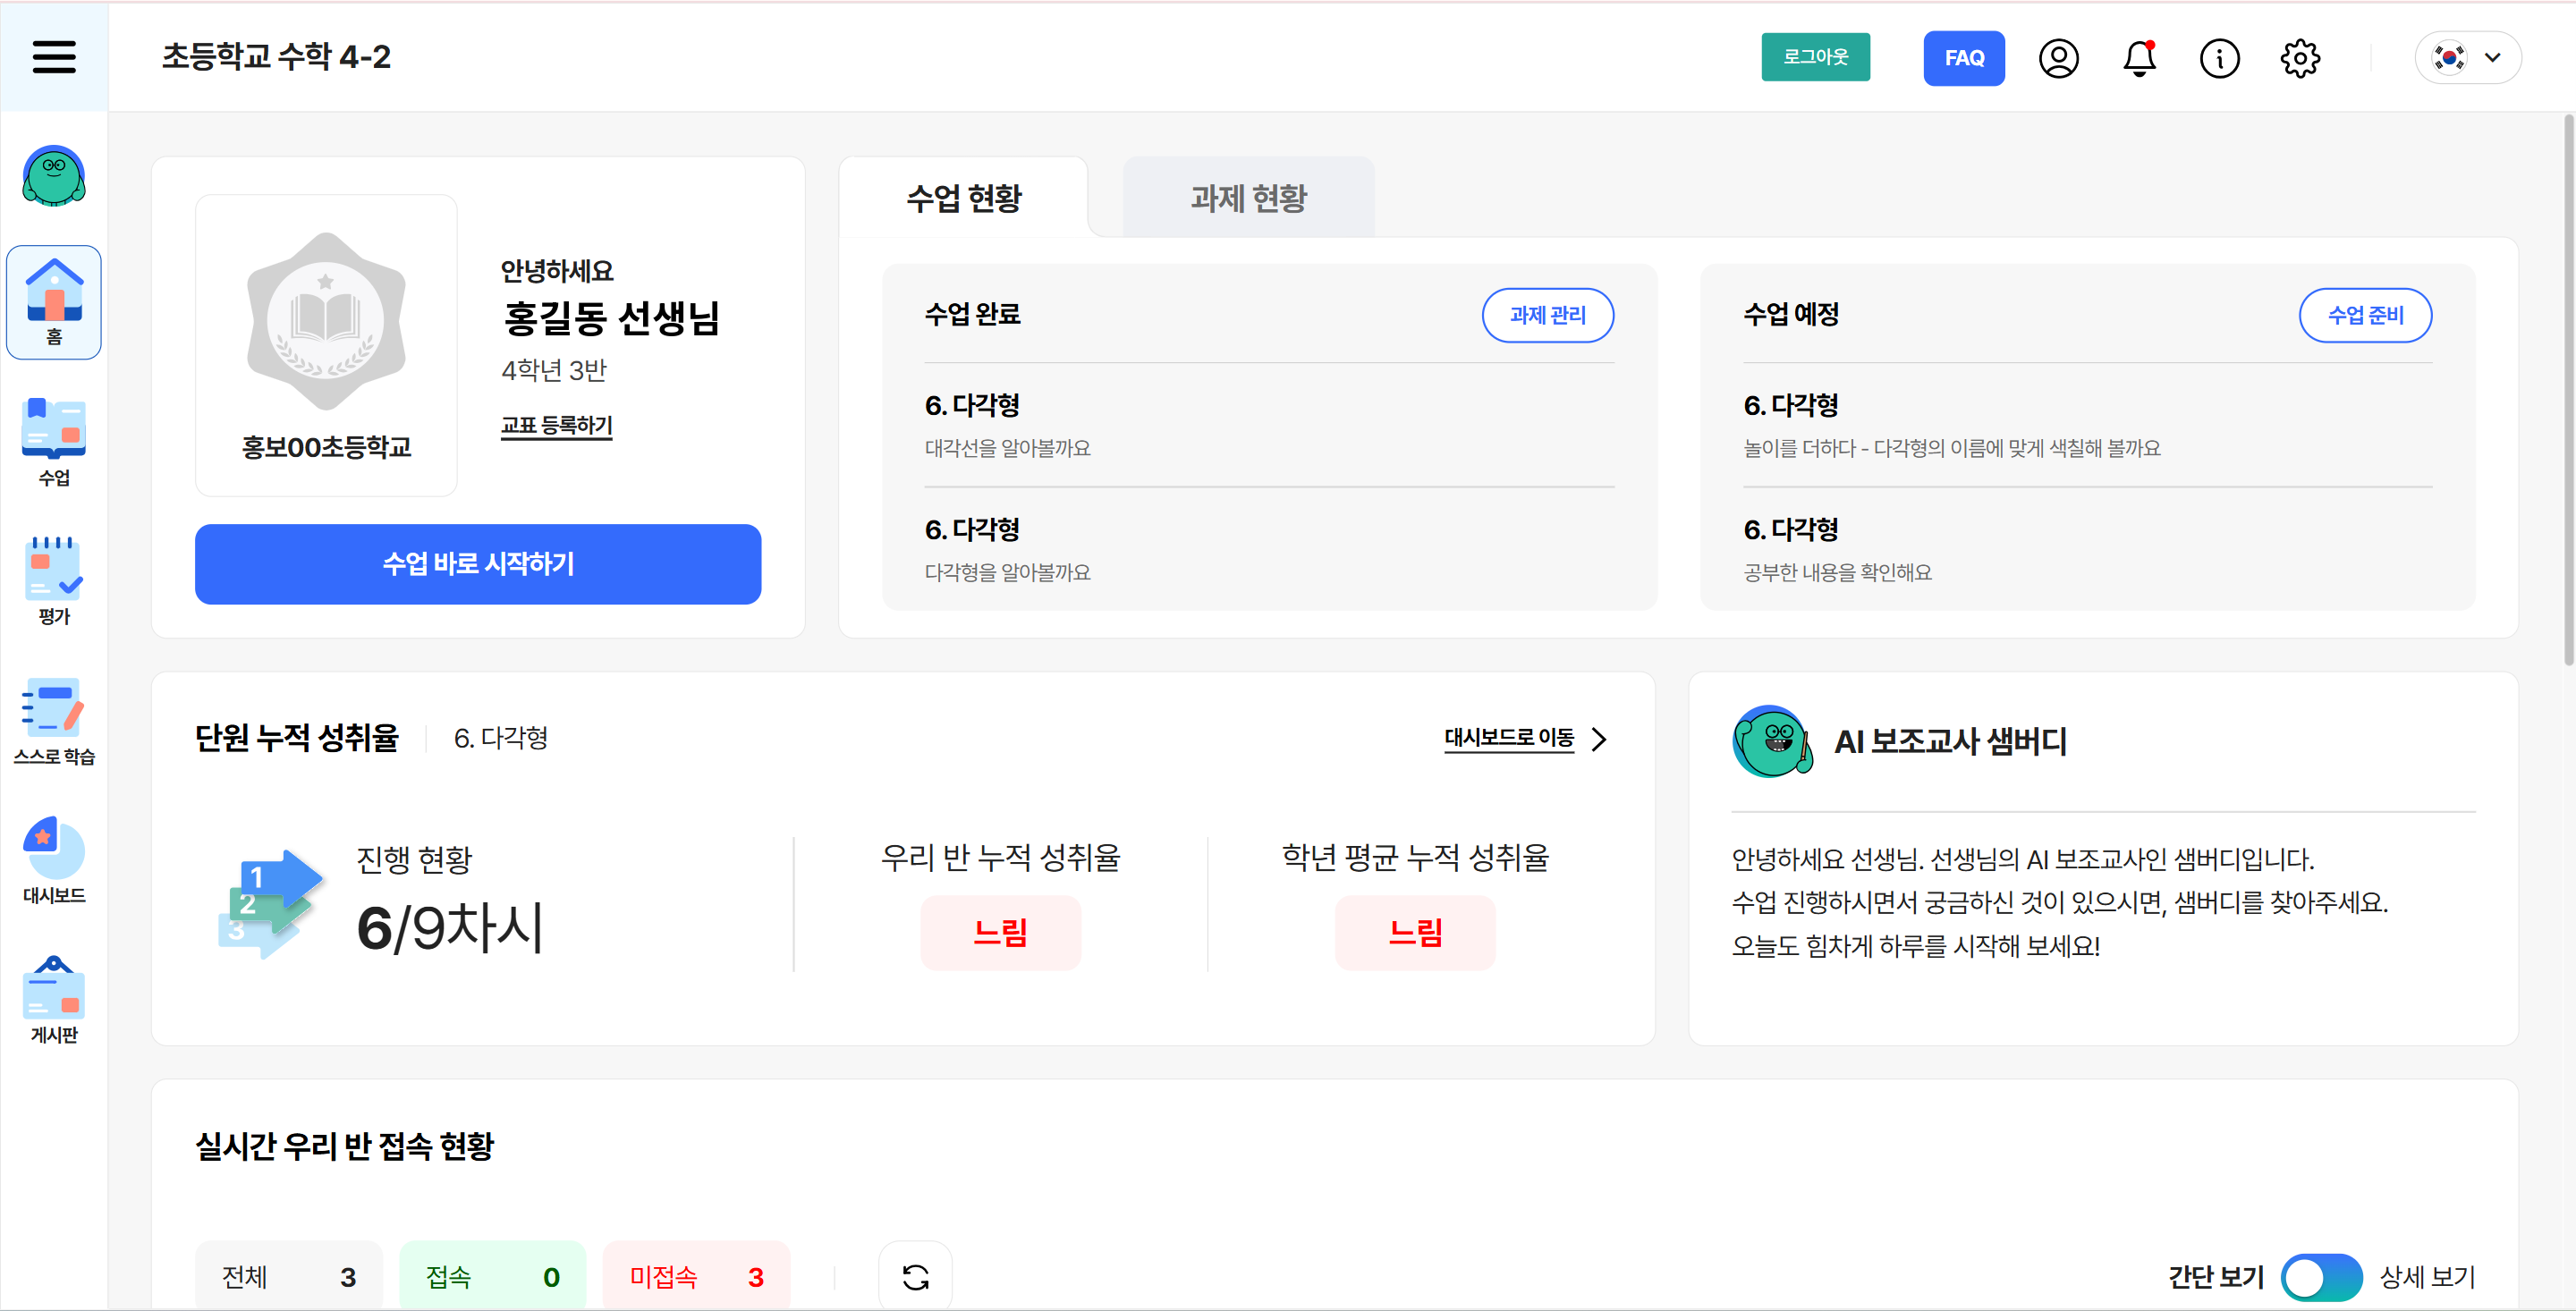 초등학교 수학 4-2
로그아웃
FAQ
홈
수업
평가
스스로 학습
대시보드
게시판
홍보00초등학교
안녕하세요
홍길동 선생님
4학년 3반
교표 등록하기
수업 바로 시작하기
수업 현황
과제 현황
수업 완료
과제 관리
6. 다각형
대각선을 알아볼까요
6. 다각형
다각형을 알아볼까요
수업 예정
수업 준비
6. 다각형
놀이를 더하다 - 다각형의 이름에 맞게 색칠해 볼까요
6. 다각형
공부한 내용을 확인해요
단원 누적 성취율
6. 다각형
대시보드로 이동
1
2
3
진행 현황
6/9차시
우리 반 누적 성취율
느림
학년 평균 누적 성취율
느림
AI 보조교사 샘버디
안녕하세요 선생님. 선생님의 AI 보조교사인 샘버디입니다.
수업 진행하시면서 궁금하신 것이 있으시면, 샘버디를 찾아주세요.
오늘도 힘차게 하루를 시작해 보세요!
실시간 우리 반 접속 현황
전체 3
접속 0
미접속 3
간단 보기
상세 보기